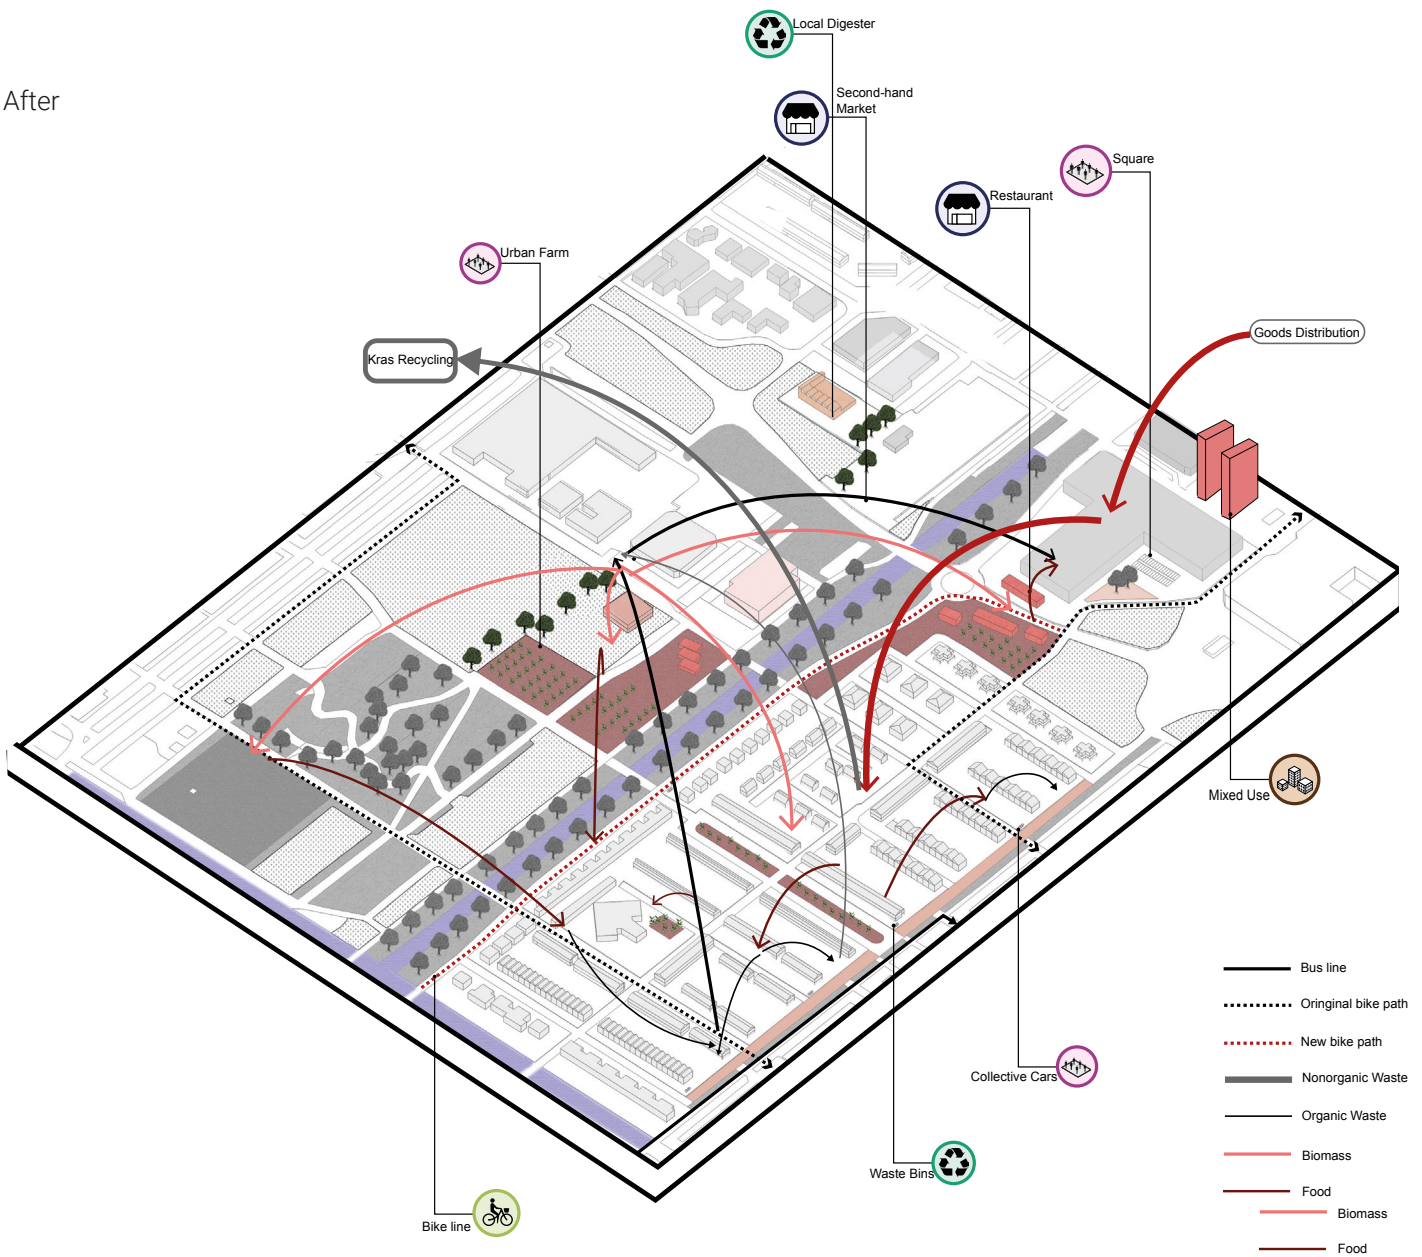 Local Digester
After
Second-hand
Market
Square
Restaurant
Urban Farm
Goods Distribution
Kras Recycling
Mixed Use
Bus line
Oringinal bike path
New bike path
Collective Cars
Nonorganic Waste
Organic Waste
Biomass
Waste Bins
Food
Biomass
Bike line
Food